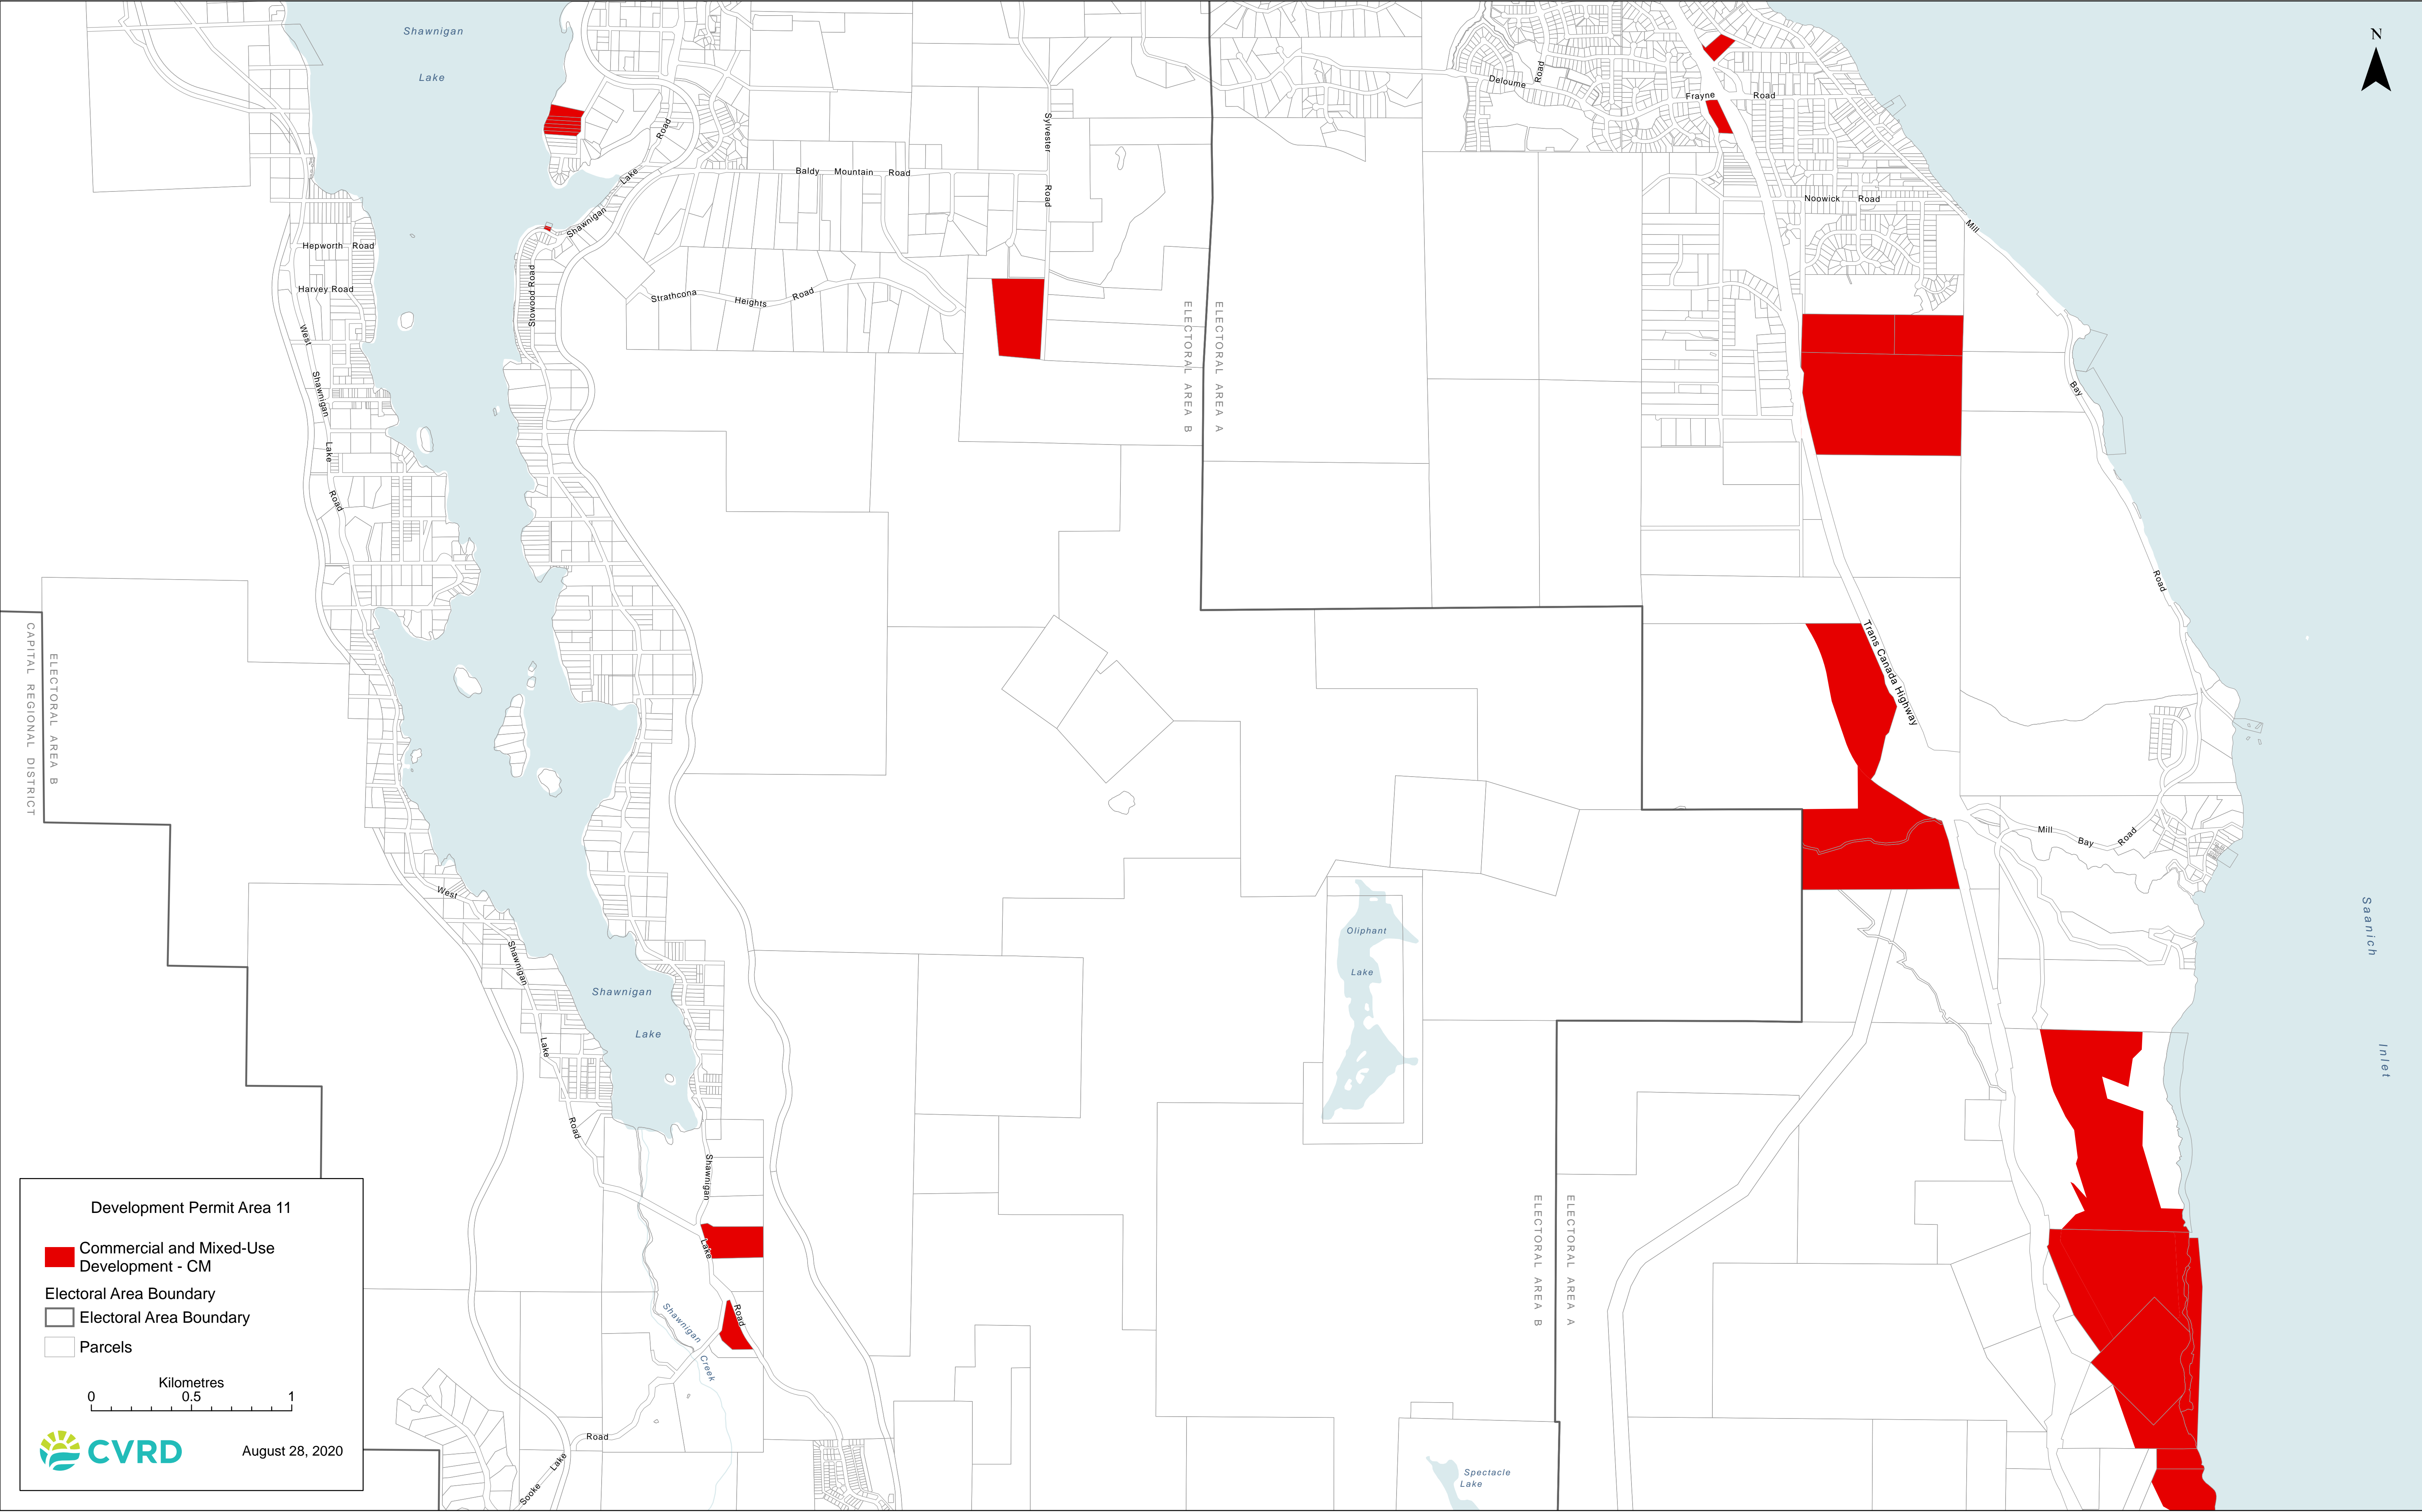 Shawnigan
Lake
N
Deloume
Road
Frayne Road
Sylvester
Road
Road
Baldy Mountain Road
Lake
Shawnigan
Noowick Road
Mill
Hepworth Road
Stowood Road
Harvey Road
Strathcona Heights Road
ELECTORAL AREA B
ELECTORAL AREA A
West
Shawnigan
Lake
Road
Bay
Road
Trans Canada Highway
CAPITAL REGIONAL DISTRICT
ELECTORAL AREA B
Mill Bay Road
West
Shawnigan
Lake
Road
Oliphant
Lake
Saanich
Inlet
Shawnigan
Lake
Shawnigan
Lake
Road
ELECTORAL AREA B
ELECTORAL AREA A
Shawnigan
Creek
Road
Lake
Sooke
Spectacle
Lake
Development Permit Area 11
Commercial and Mixed-Use
Development - CM
Electoral Area Boundary
Electoral Area Boundary
Parcels
Kilometres
0 0.5 1
CVRD
August 28, 2020